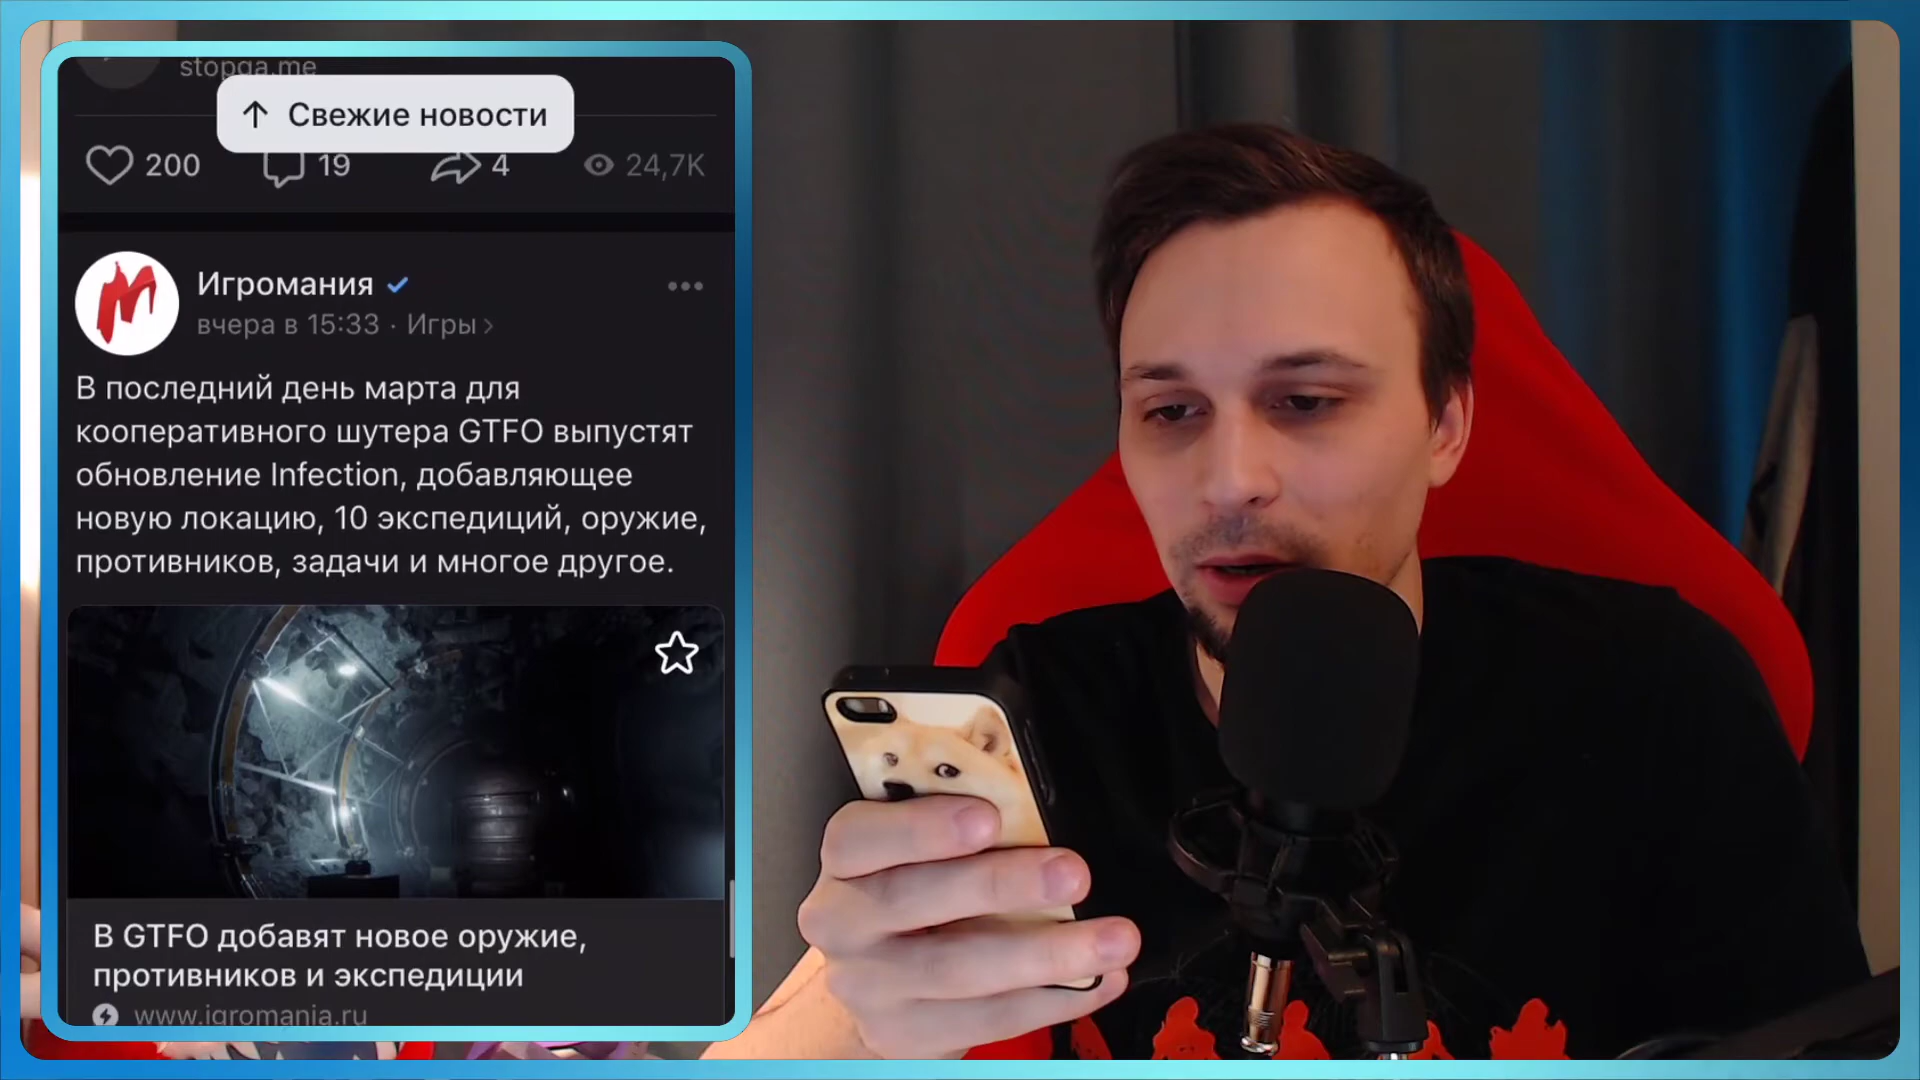 stopga.me
↑ Свежие новости
200 19 4 24,7K
Игромания
вчера в 15:33 · Игры >
В последний день марта для
кооперативного шутера GTFO выпустят
обновление Infection, добавляющее
новую локацию, 10 экспедиций, оружие,
противников, задачи и многое другое.
В GTFO добавят новое оружие,
противников и экспедиции
www.igromania.ru